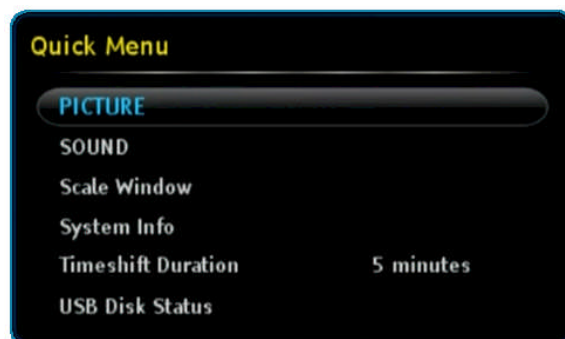 Quick Menu
PICTURE
SOUND
Scale Window
System Info
Timeshift Duration 5 minutes
USB Disk Status